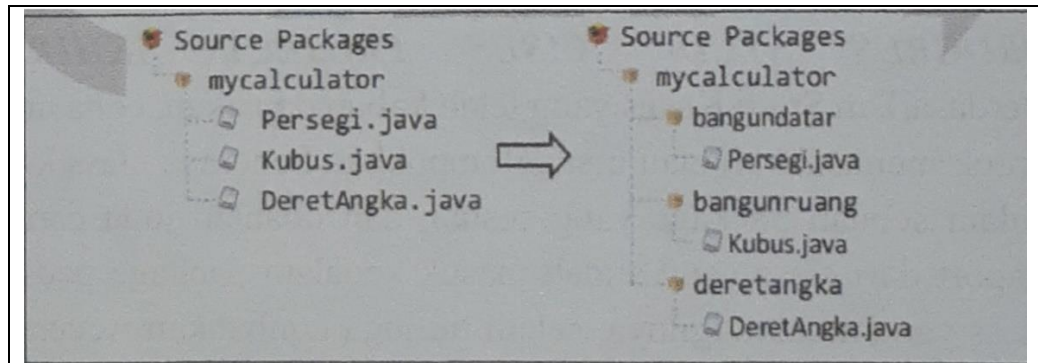 Source Packages
mycalculator
Persegi.java
Kubus.java
DeretAngka.java
Source Packages
mycalculator
bangundatar
Persegi.java
bangunruang
Kubus.java
deretangka
DeretAngka.java